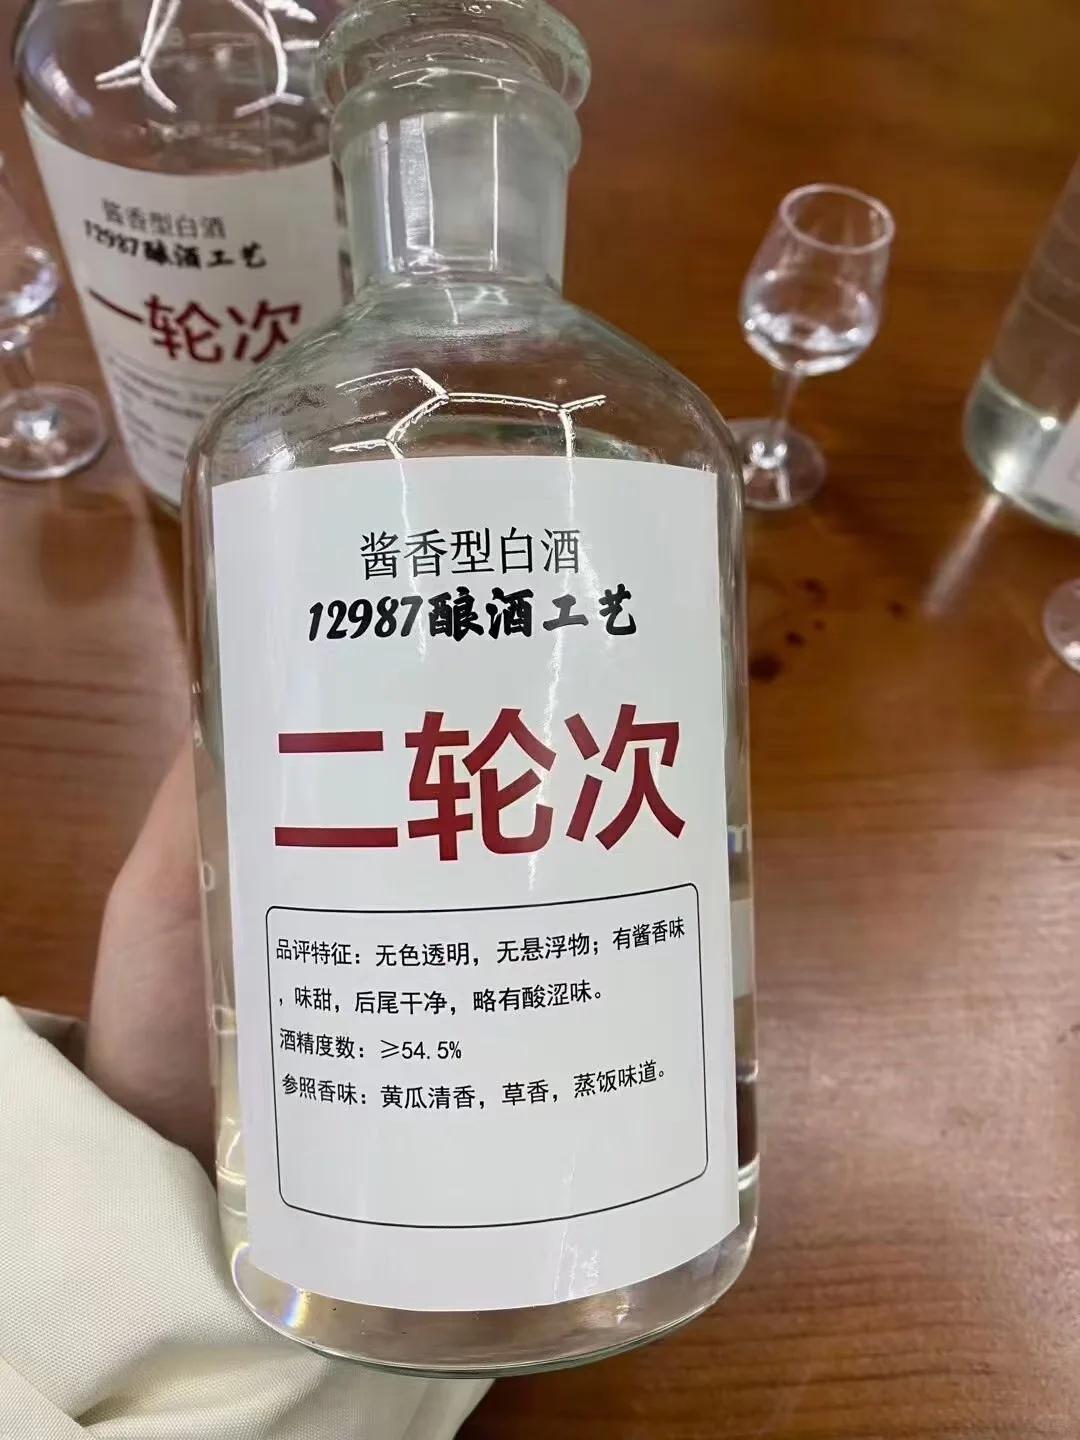 酱香型白酒
12987酿酒工艺
一轮次
酱香型白酒
12987酿酒工艺
二轮次
品评特征：无色透明，无悬浮物；有酱香味
，味甜，后尾干净，略有酸涩味。
酒精度数：≥54.5%
参照香味：黄瓜清香，草香，蒸饭味道。